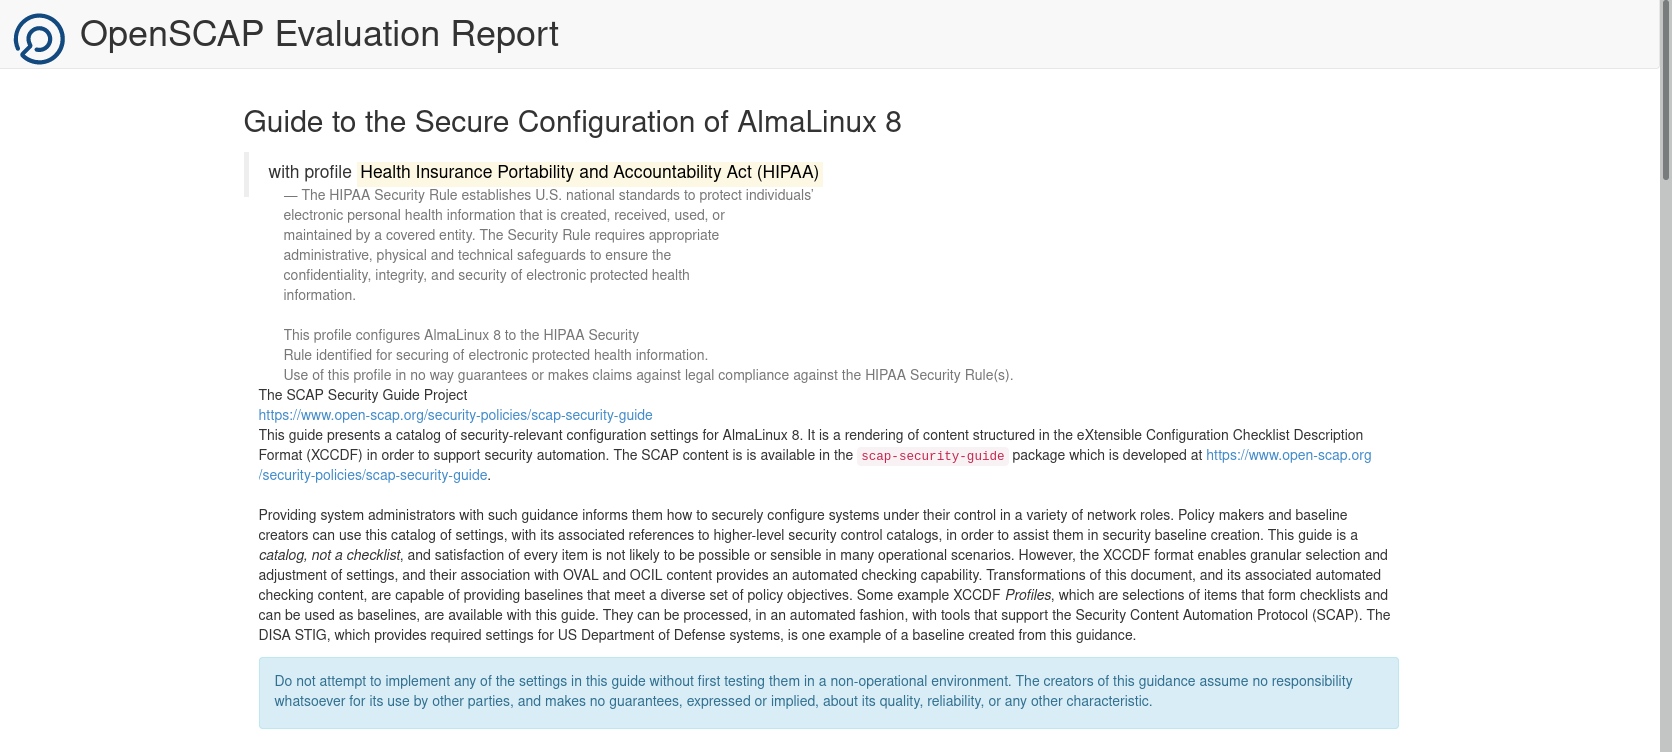 OpenSCAP Evaluation Report
Guide to the Secure Configuration of AlmaLinux 8
with profile Health Insurance Portability and Accountability Act (HIPAA)
— The HIPAA Security Rule establishes U.S. national standards to protect individuals'
electronic personal health information that is created, received, used, or
maintained by a covered entity. The Security Rule requires appropriate
administrative, physical and technical safeguards to ensure the
confidentiality, integrity, and security of electronic protected health
information.
This profile configures AlmaLinux 8 to the HIPAA Security
Rule identified for securing of electronic protected health information.
Use of this profile in no way guarantees or makes claims against legal compliance against the HIPAA Security Rule(s).
The SCAP Security Guide Project
https://www.open-scap.org/security-policies/scap-security-guide
This guide presents a catalog of security-relevant configuration settings for AlmaLinux 8. It is a rendering of content structured in the eXtensible Configuration Checklist Description
Format (XCCDF) in order to support security automation. The SCAP content is is available in the scap-security-guide package which is developed at https://www.open-scap.org
/security-policies/scap-security-guide.
Providing system administrators with such guidance informs them how to securely configure systems under their control in a variety of network roles. Policy makers and baseline
creators can use this catalog of settings, with its associated references to higher-level security control catalogs, in order to assist them in security baseline creation. This guide is a
catalog, not a checklist, and satisfaction of every item is not likely to be possible or sensible in many operational scenarios. However, the XCCDF format enables granular selection and
adjustment of settings, and their association with OVAL and OCIL content provides an automated checking capability. Transformations of this document, and its associated automated
checking content, are capable of providing baselines that meet a diverse set of policy objectives. Some example XCCDF Profiles, which are selections of items that form checklists and
can be used as baselines, are available with this guide. They can be processed, in an automated fashion, with tools that support the Security Content Automation Protocol (SCAP). The
DISA STIG, which provides required settings for US Department of Defense systems, is one example of a baseline created from this guidance.
Do not attempt to implement any of the settings in this guide without first testing them in a non-operational environment. The creators of this guidance assume no responsibility
whatsoever for its use by other parties, and makes no guarantees, expressed or implied, about its quality, reliability, or any other characteristic.